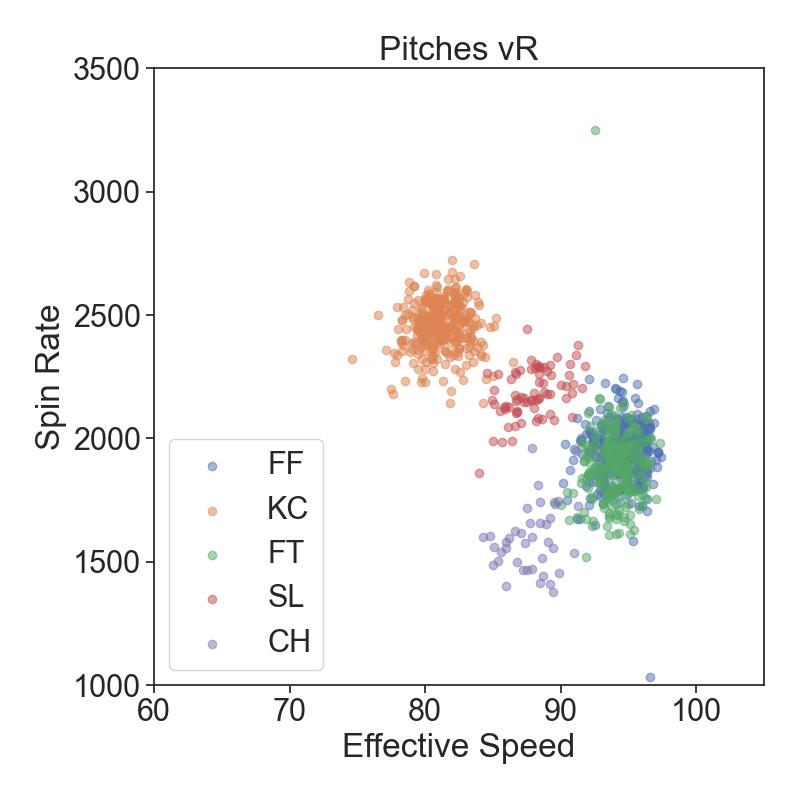 Pitches vR
3500
3000
2500
2000
1500
1000
Spin Rate
FF
KC
FT
SL
CH
60 70 80 90 100
Effective Speed